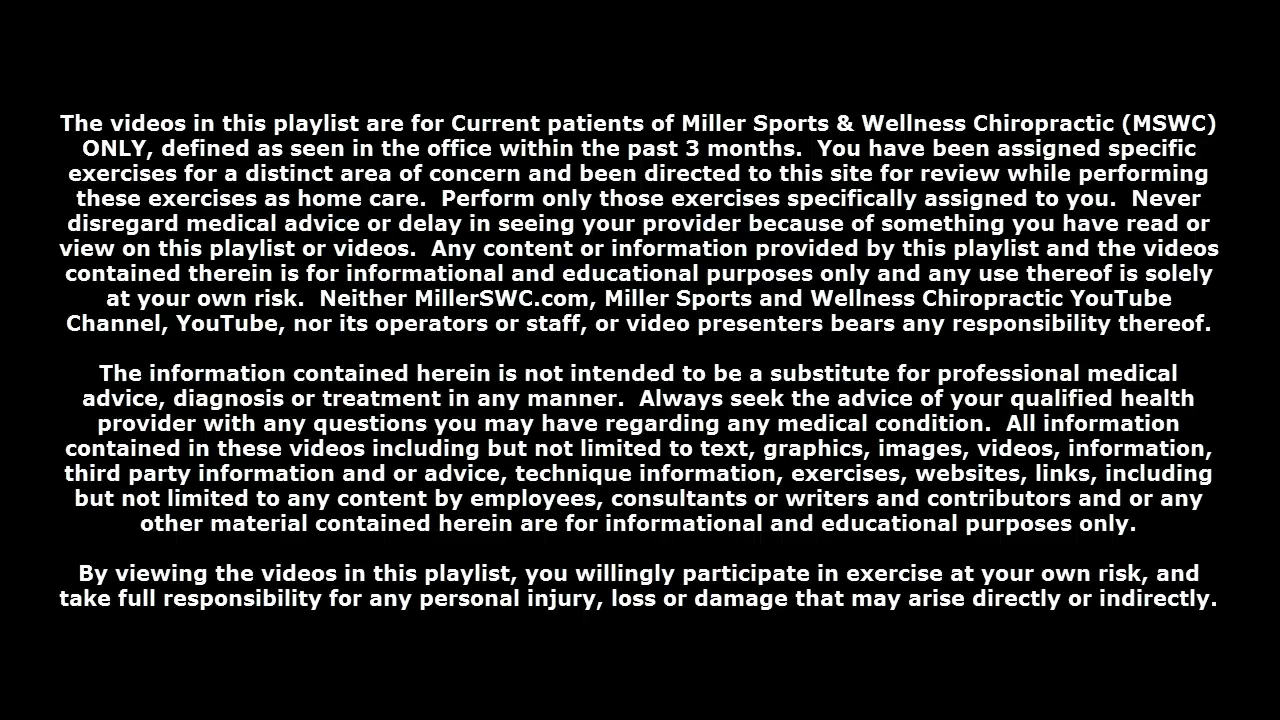 The videos in this playlist are for Current patients of Miller Sports & Wellness Chiropractic (MSWC)
ONLY, defined as seen in the office within the past 3 months.  You have been assigned specific
exercises for a distinct area of concern and been directed to this site for review while performing
these exercises as home care.  Perform only those exercises specifically assigned to you.  Never
disregard medical advice or delay in seeing your provider because of something you have read or
view on this playlist or videos.  Any content or information provided by this playlist and the videos
contained therein is for informational and educational purposes only and any use thereof is solely
at your own risk.  Neither MillerSWC.com, Miller Sports and Wellness Chiropractic YouTube
Channel, YouTube, nor its operators or staff, or video presenters bears any responsibility thereof.

The information contained herein is not intended to be a substitute for professional medical
advice, diagnosis or treatment in any manner.  Always seek the advice of your qualified health
provider with any questions you may have regarding any medical condition.  All information
contained in these videos including but not limited to text, graphics, images, videos, information,
third party information and or advice, technique information, exercises, websites, links, including
but not limited to any content by employees, consultants or writers and contributors and or any
other material contained herein are for informational and educational purposes only.

By viewing the videos in this playlist, you willingly participate in exercise at your own risk, and
take full responsibility for any personal injury, loss or damage that may arise directly or indirectly.